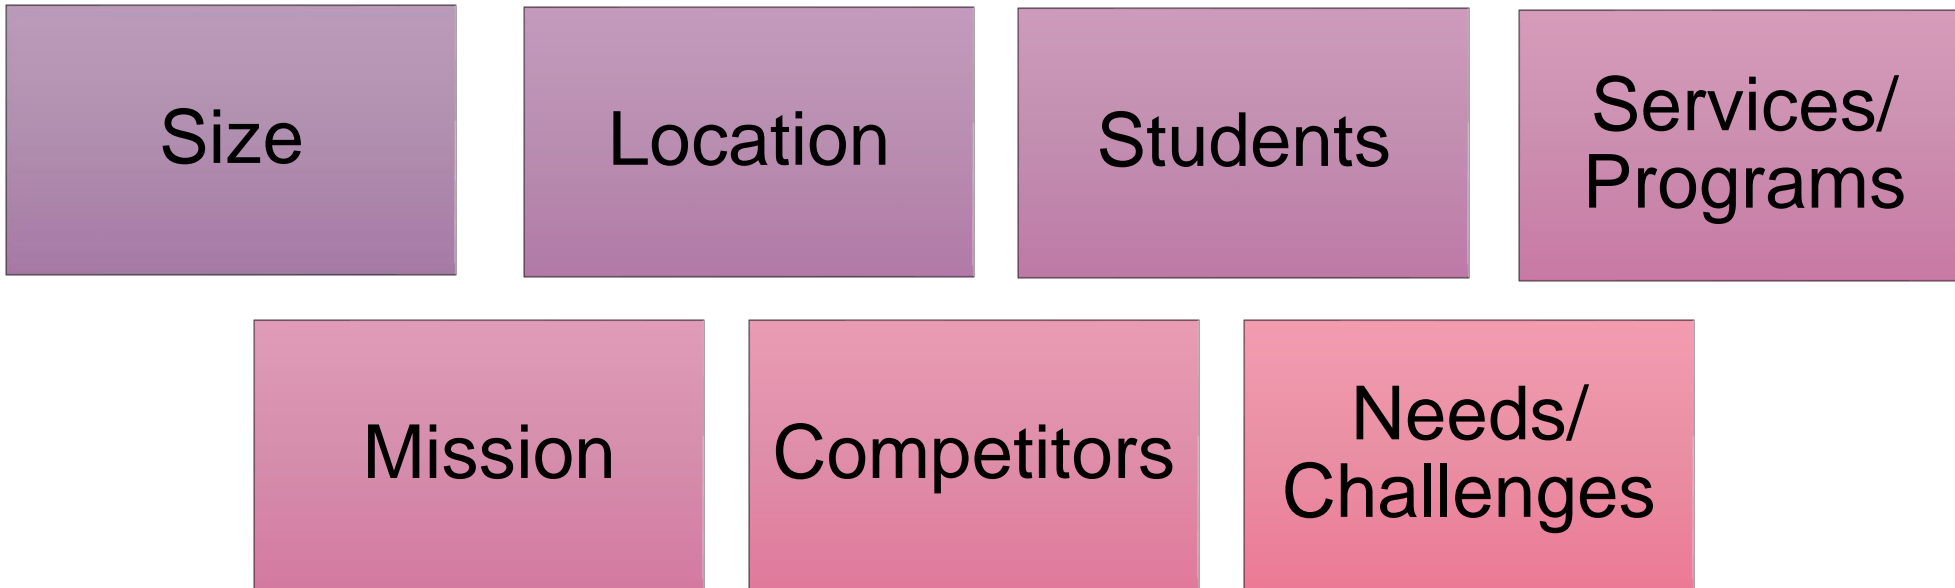 Size
Location
Students
Services/
Programs
Mission
Competitors
Needs/
Challenges